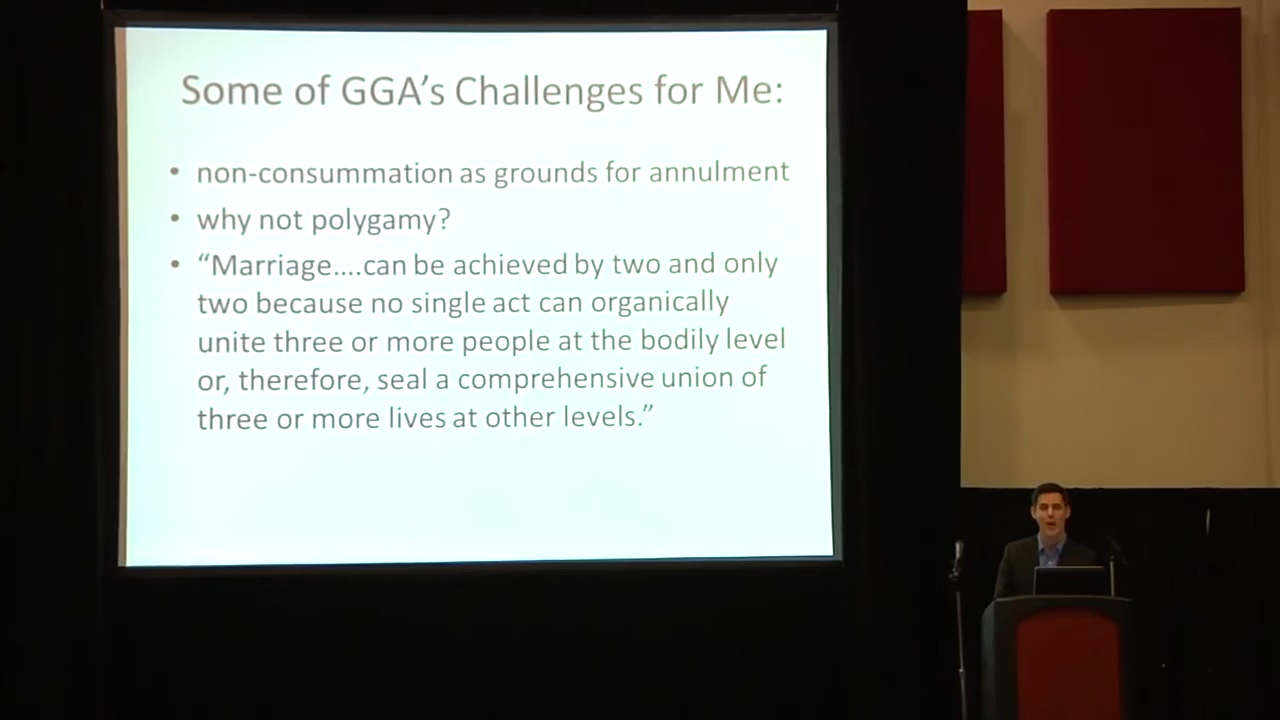 Some of GGA’s Challenges for Me:
• non-consummation as grounds for annulment
• why not polygamy?
• “Marriage....can be achieved by two and only
two because no single act can organically
unite three or more people at the bodily level
or, therefore, seal a comprehensive union of
three or more lives at other levels.”